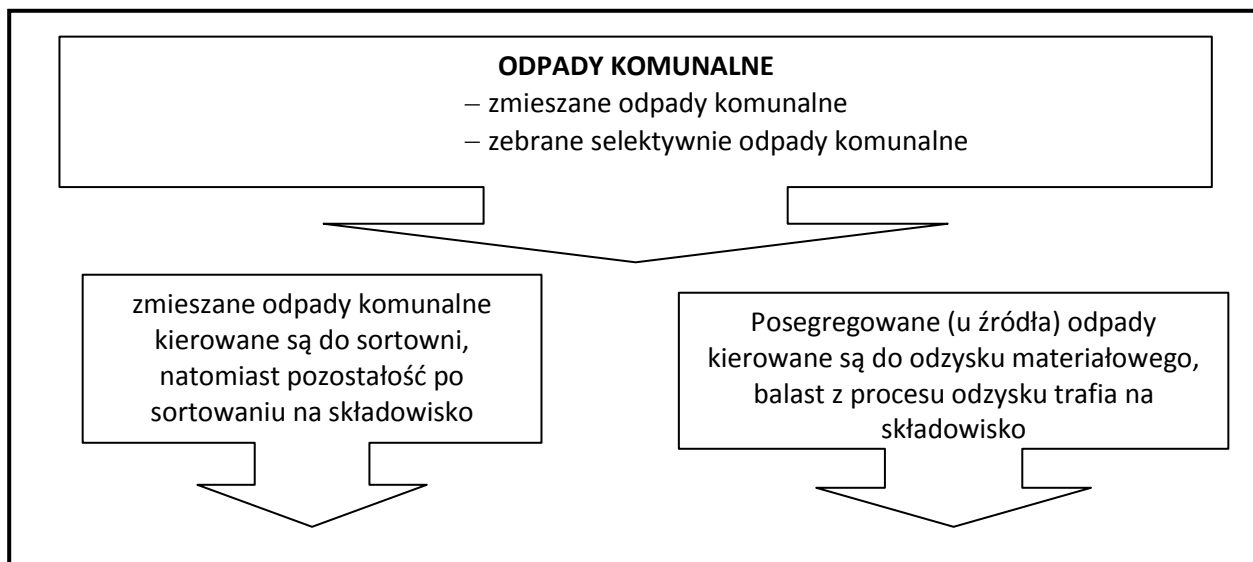 ODPADY KOMUNALNE
– zmieszane odpady komunalne
– zebrane selektywnie odpady komunalne
zmieszane odpady komunalne
kierowane są do sortowni,
natomiast pozostałość po
sortowaniu na składowisko
Posegregowane (u źródła) odpady
kierowane są do odzysku materiałowego,
balast z procesu odzysku trafia na
składowisko